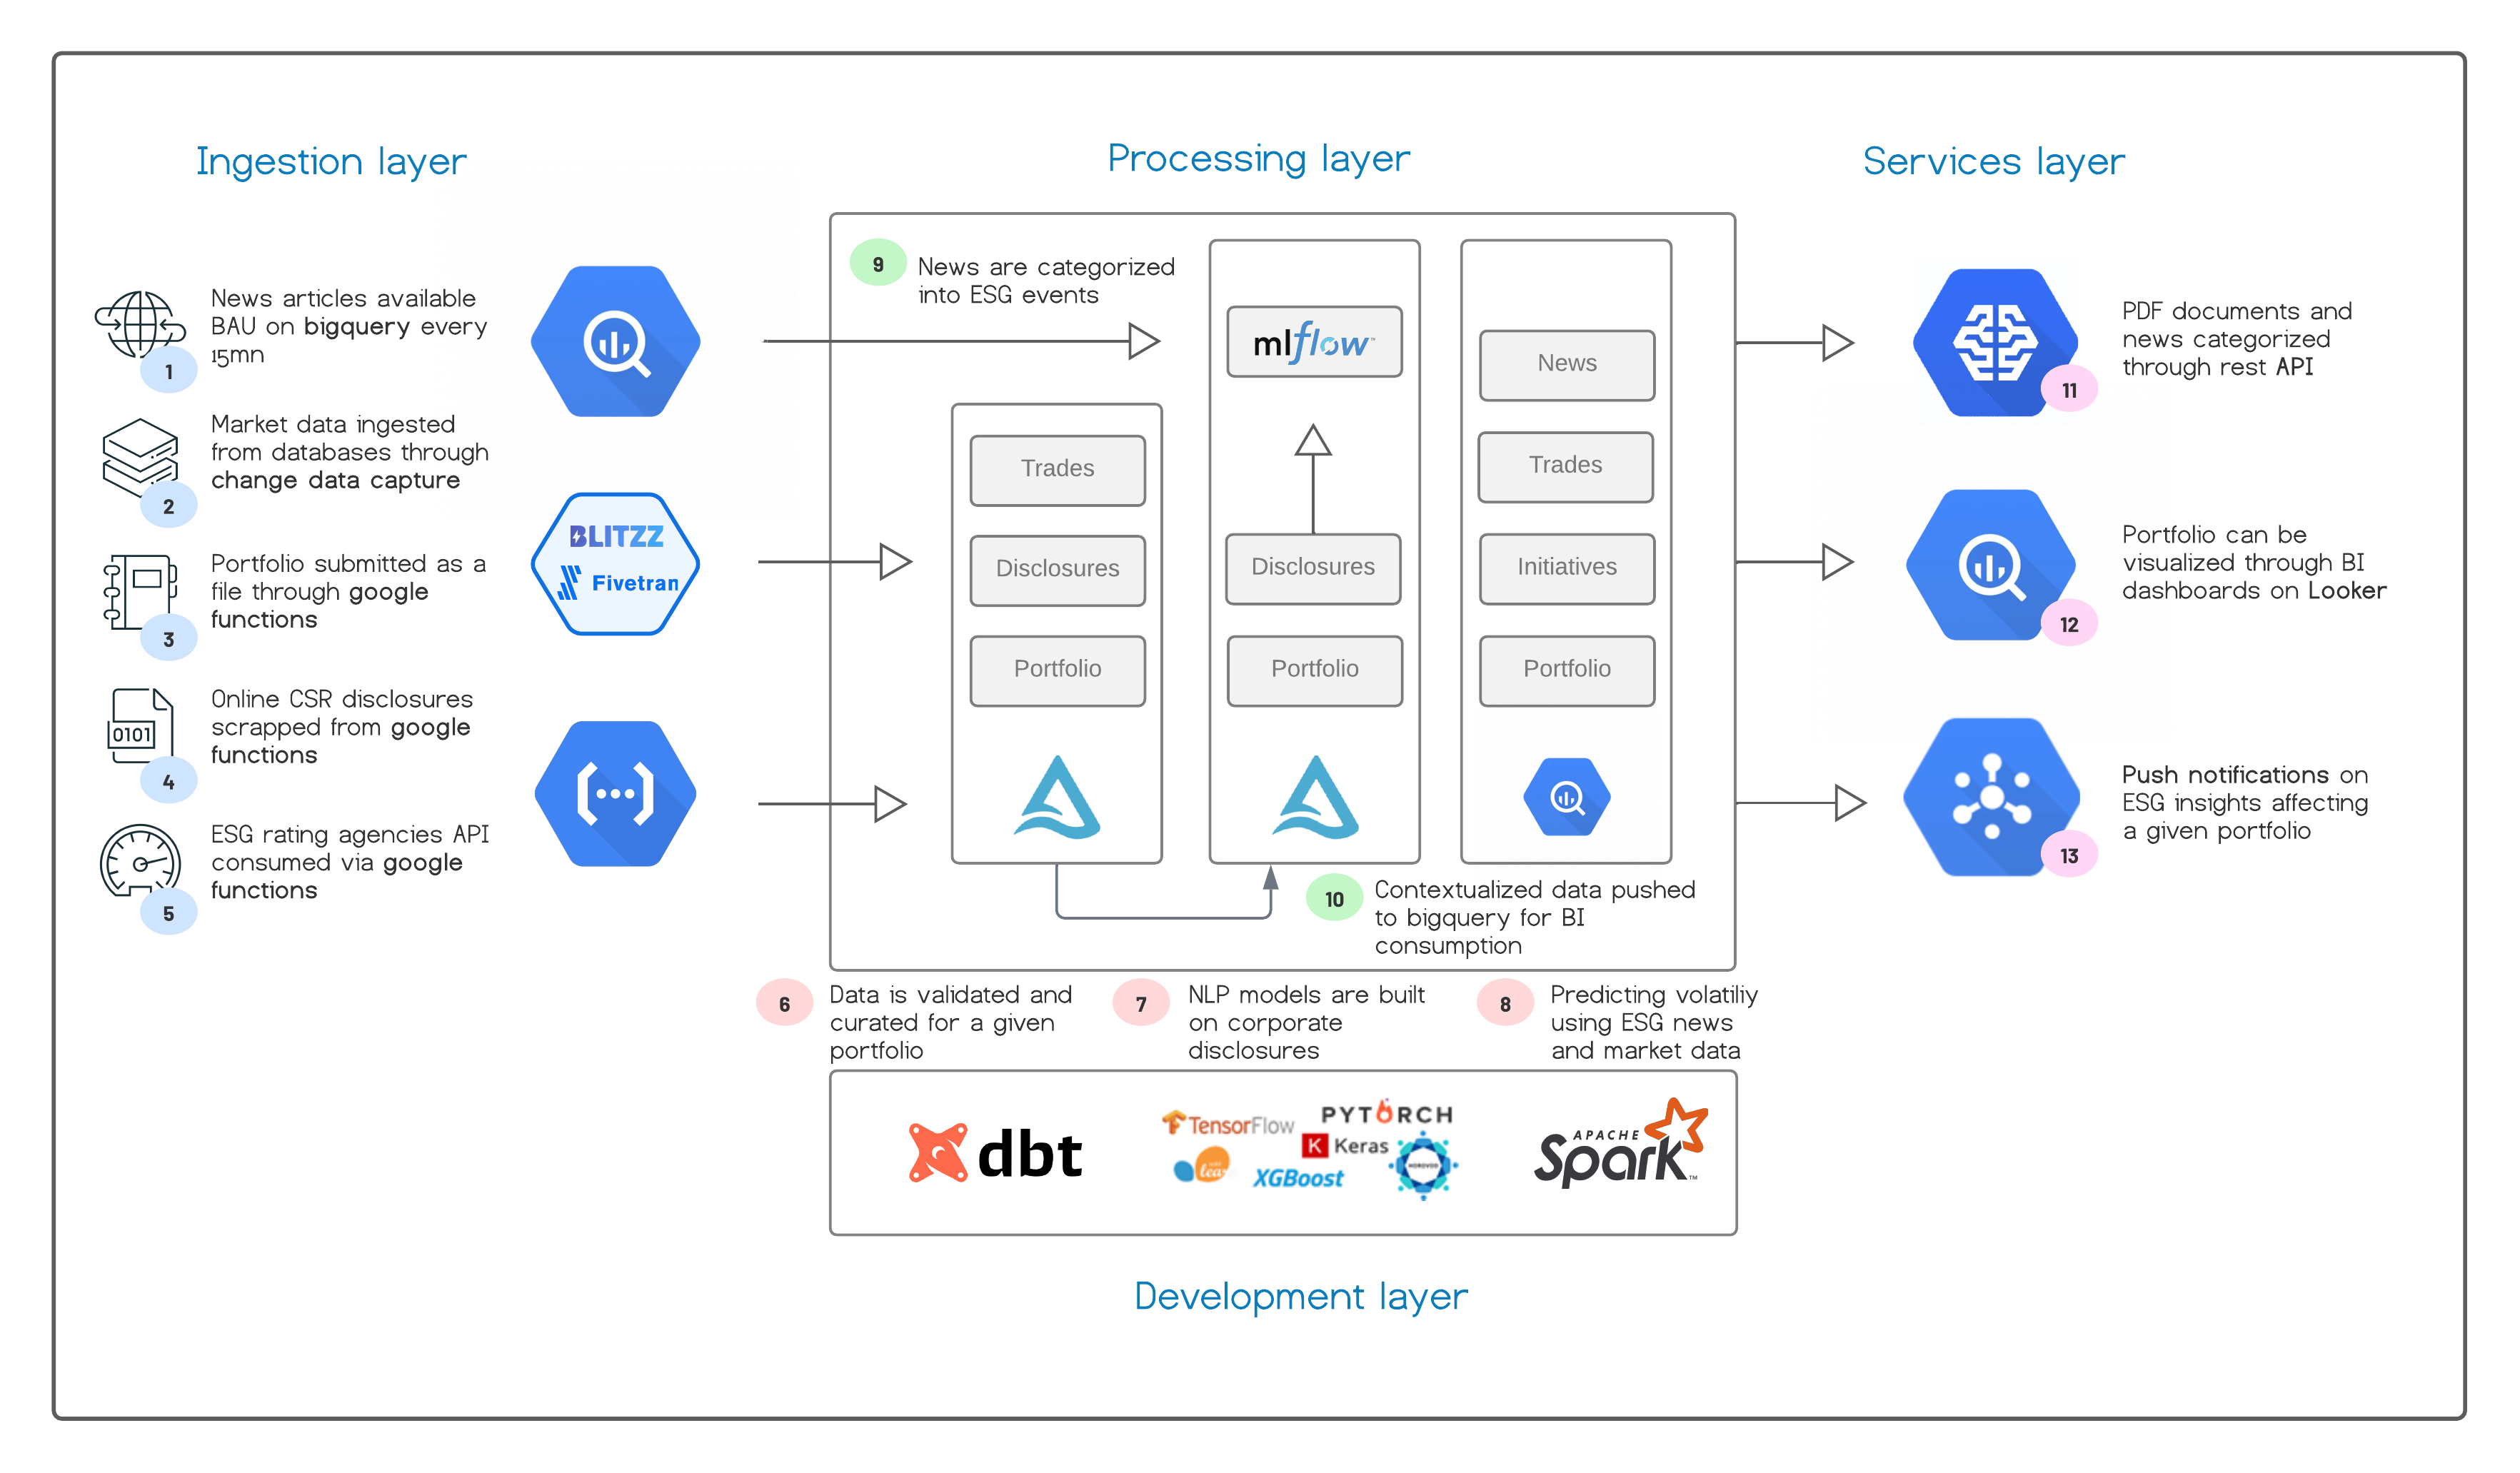 Ingestion layer
Processing layer
Services layer
News articles available
BAU on bigquery every
15mn
1
Market data ingested
from databases through
change data capture
2
Portfolio submitted as a
file through google
functions
3
Online CSR disclosures
scrapped from google
functions
0101
4
ESG rating agencies API
consumed via google
functions
5
BLITZZ
Fivetran
9
News are categorized
into ESG events
Trades
Disclosures
Portfolio
mlflow™
Disclosures
Portfolio
News
Trades
Initiatives
Portfolio
10
Contextualized data pushed
to bigquery for BI
consumption
PDF documents and
news categorized
through rest API
11
Portfolio can be
visualized through BI
dashboards on Looker
12
Push notifications on
ESG insights affecting
a given portfolio
13
6
Data is validated and
curated for a given
portfolio
7
NLP models are built
on corporate
disclosures
8
Predicting volatiliy
using ESG news
and market data
dbt
TensorFlow
PYTORCH
K Keras
XGBoost
HOROVOD
APACHE
Spark™
Development layer